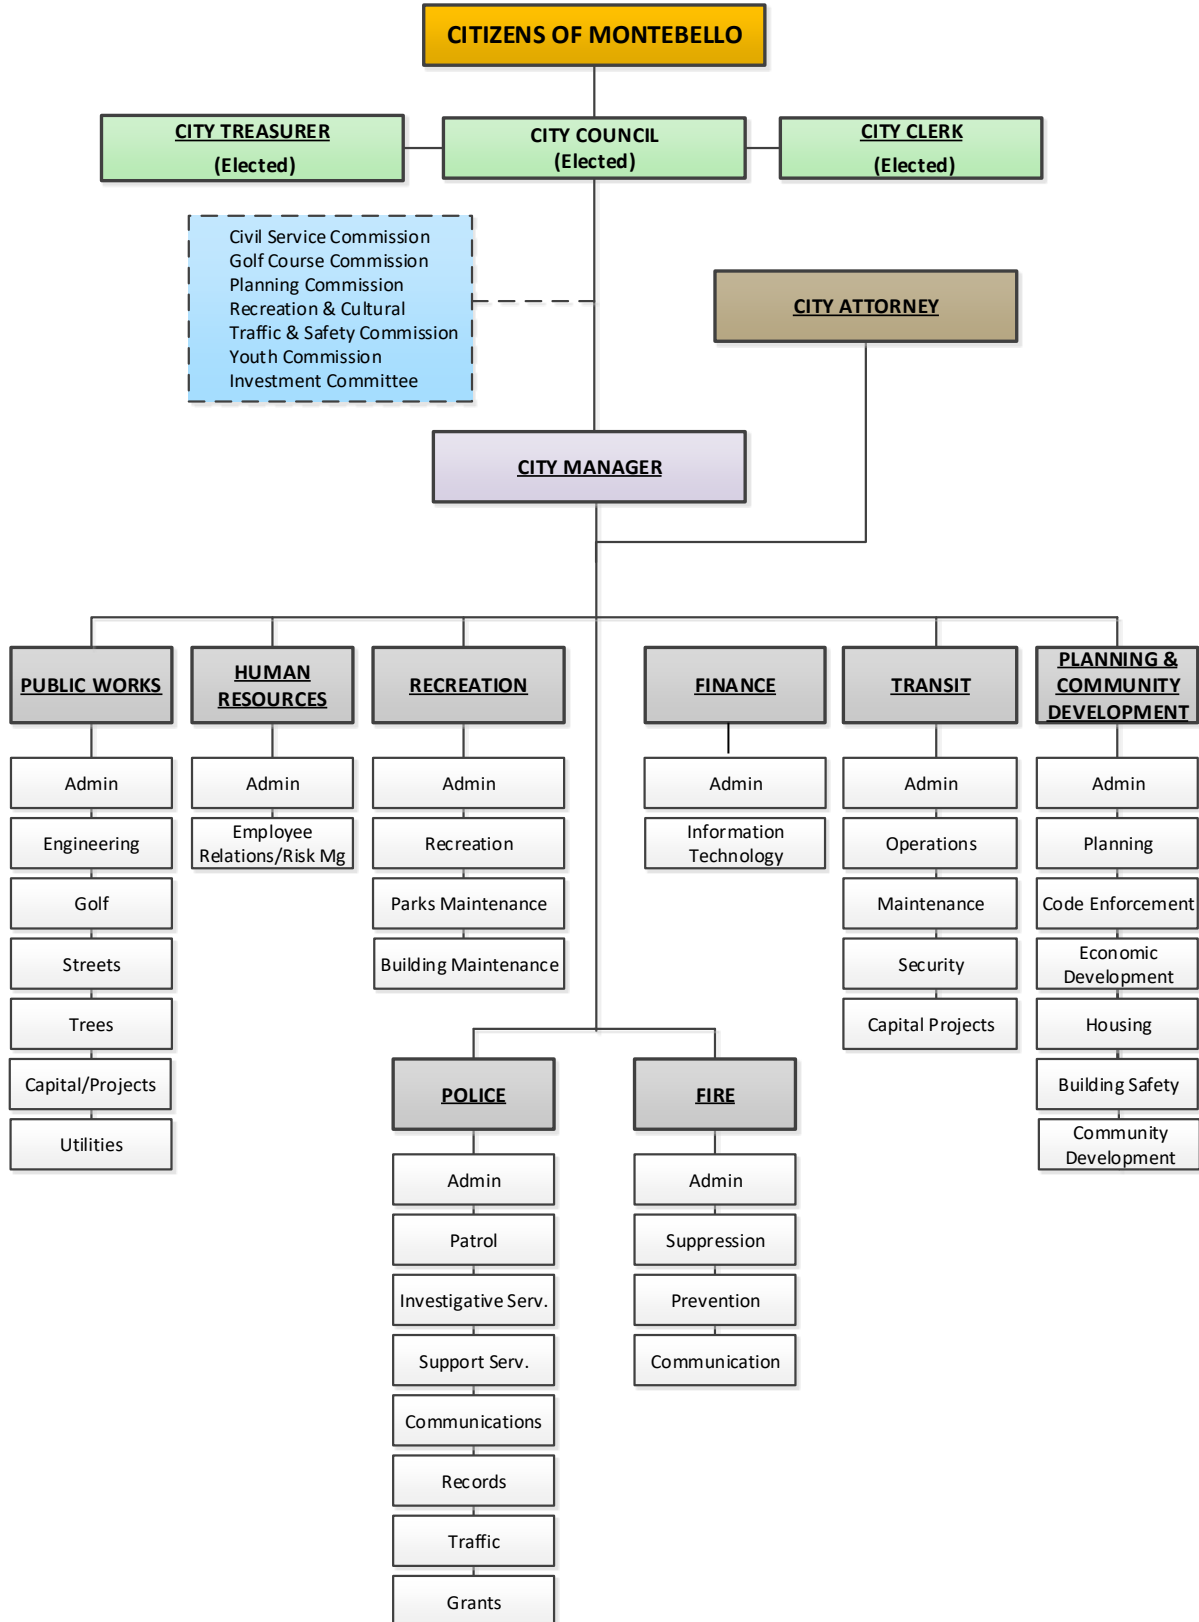 CITIZENS OF MONTEBELLO
CITY TREASURER
(Elected)
CITY COUNCIL
(Elected)
CITY CLERK
(Elected)
Civil Service Commission
Golf Course Commission
Planning Commission
Recreation & Cultural
Traffic & Safety Commission
Youth Commission
Investment Committee
CITY ATTORNEY
CITY MANAGER
PUBLIC WORKS
Admin
Engineering
Golf
Streets
Trees
Capital/Projects
Utilities
HUMAN
RESOURCES
Admin
Employee
Relations/Risk Mg
RECREATION
Admin
Recreation
Parks Maintenance
Building Maintenance
FINANCE
Admin
Information
Technology
TRANSIT
Admin
Operations
Maintenance
Security
Capital Projects
PLANNING &
COMMUNITY
DEVELOPMENT
Admin
Planning
Code Enforcement
Economic
Development
Housing
Building Safety
Community
Development
POLICE
Admin
Patrol
Investigative Serv.
Support Serv.
Communications
Records
Traffic
Grants
FIRE
Admin
Suppression
Prevention
Communication